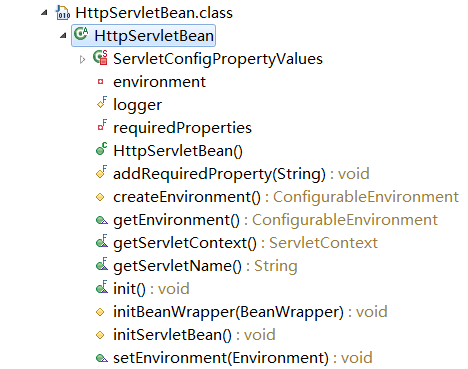 HttpServletBean.class
HttpServletBean
ServletConfigPropertyValues
environment
logger
requiredProperties
HttpServletBean()
addRequiredProperty(String) : void
createEnvironment() : ConfigurableEnvironment
getEnvironment() : ConfigurableEnvironment
getServletContext() : ServletContext
getServletName() : String
init() : void
initBeanWrapper(BeanWrapper) : void
initServletBean() : void
setEnvironment(Environment) : void